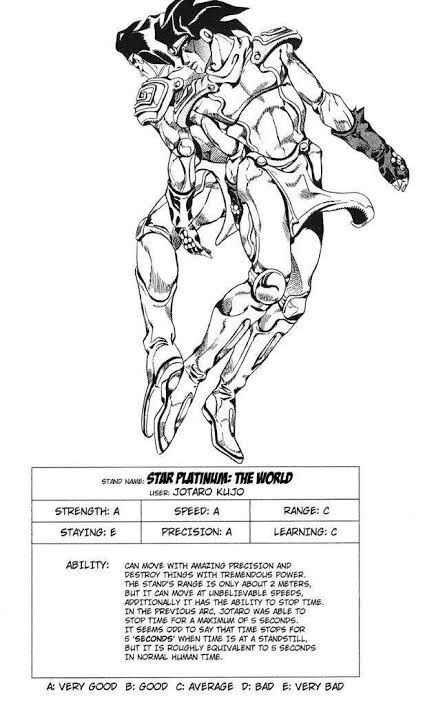 STAND NAME: STAR PLATINUM: THE WORLD
USER: JOTARO KUJO
STRENGTH: A SPEED: A RANGE: C
STAYING: E PRECISION: A LEARNING: C
ABILITY: CAN MOVE WITH AMAZING PRECISION AND
DESTROY THINGS WITH TREMENDOUS POWER.
THE STAND'S RANGE IS ONLY ABOUT 2 METERS,
BUT IT CAN MOVE AT UNBELIEVABLE SPEEDS,
ADDITIONALLY IT HAS THE ABILITY TO STOP TIME.
IN THE PREVIOUS ARC, JOTARO WAS ABLE TO
STOP TIME FOR A MAXIMUM OF 5 SECONDS.
IT SEEMS ODD TO SAY THAT TIME STOPS FOR
5 'SECONDS' WHEN TIME IS AT A STANDSTILL,
BUT IT IS ROUGHLY EQUIVALENT TO 5 SECONDS
IN NORMAL HUMAN TIME.
A: VERY GOOD B: GOOD C: AVERAGE D: BAD E: VERY BAD